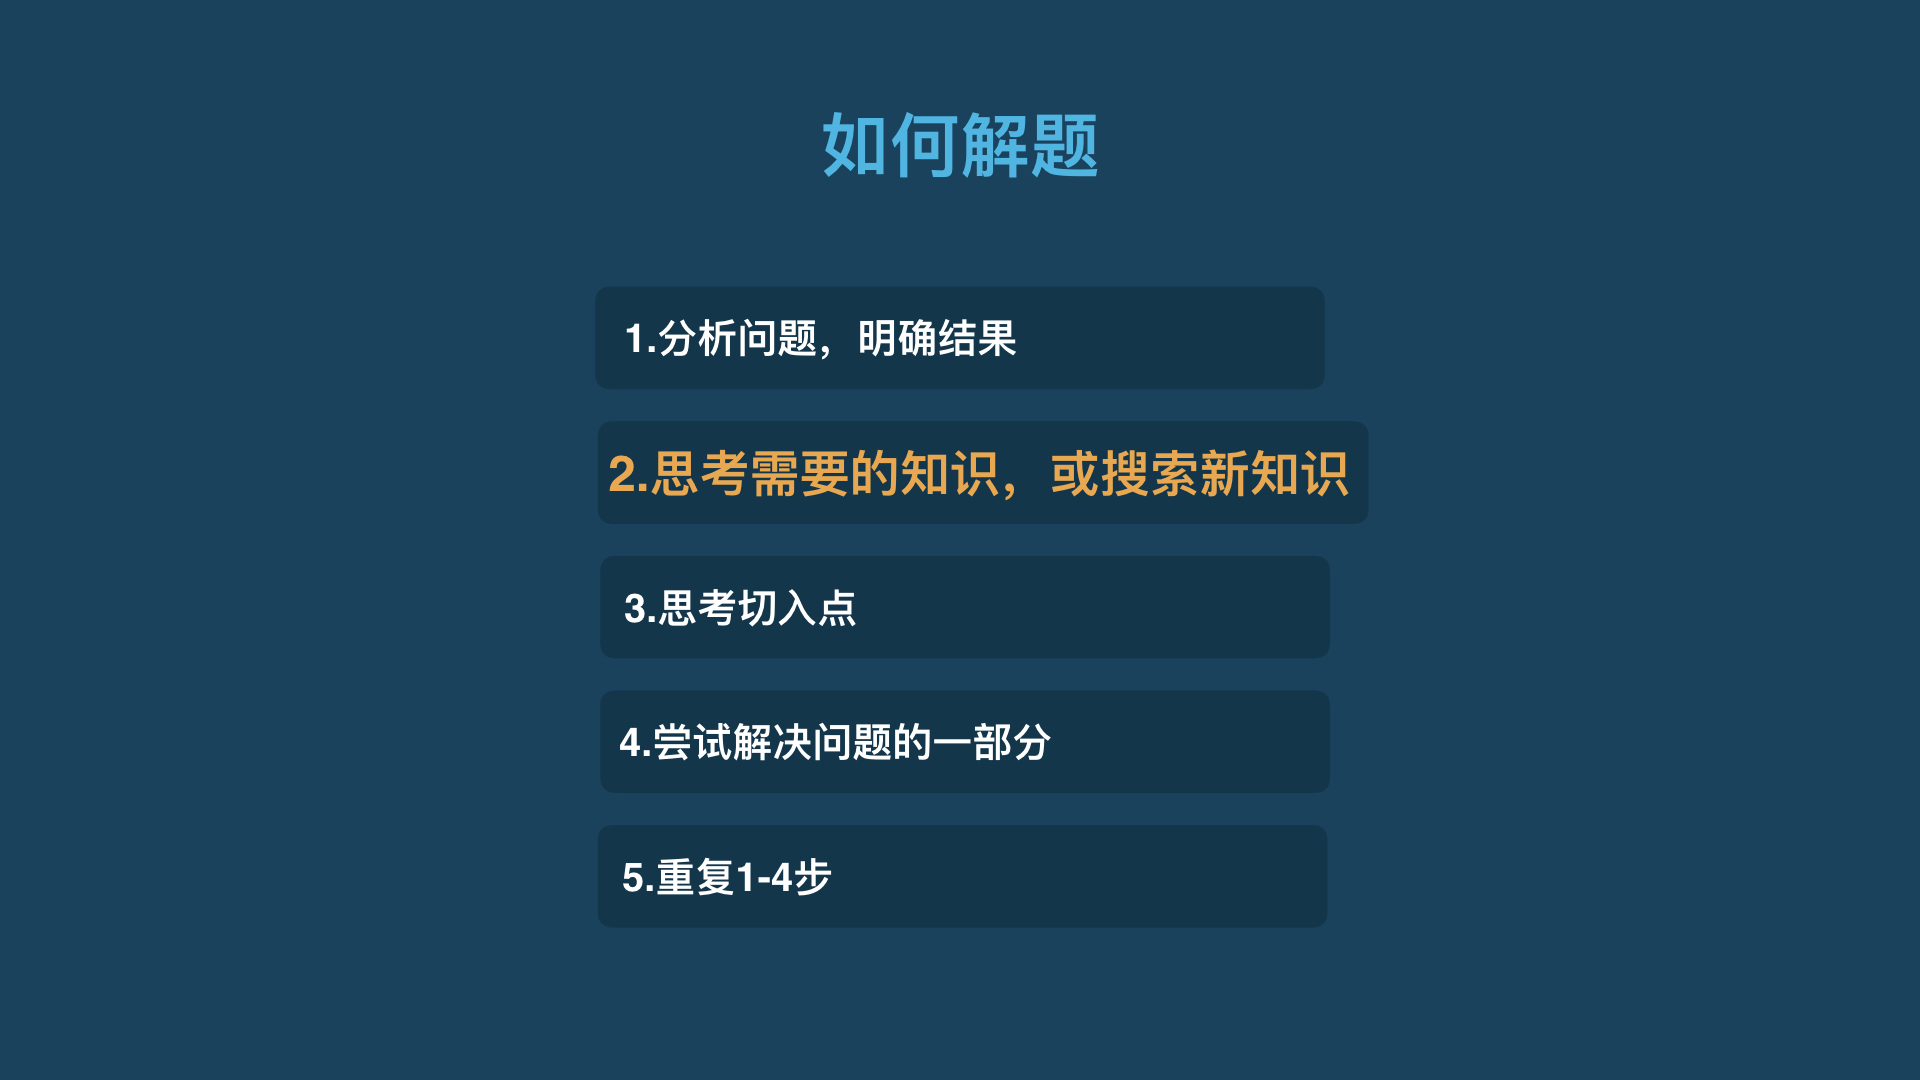 如何解题
1.分析问题，明确结果
2.思考需要的知识，或搜索新知识
3.思考切入点
4.尝试解决问题的一部分
5.重复1-4步